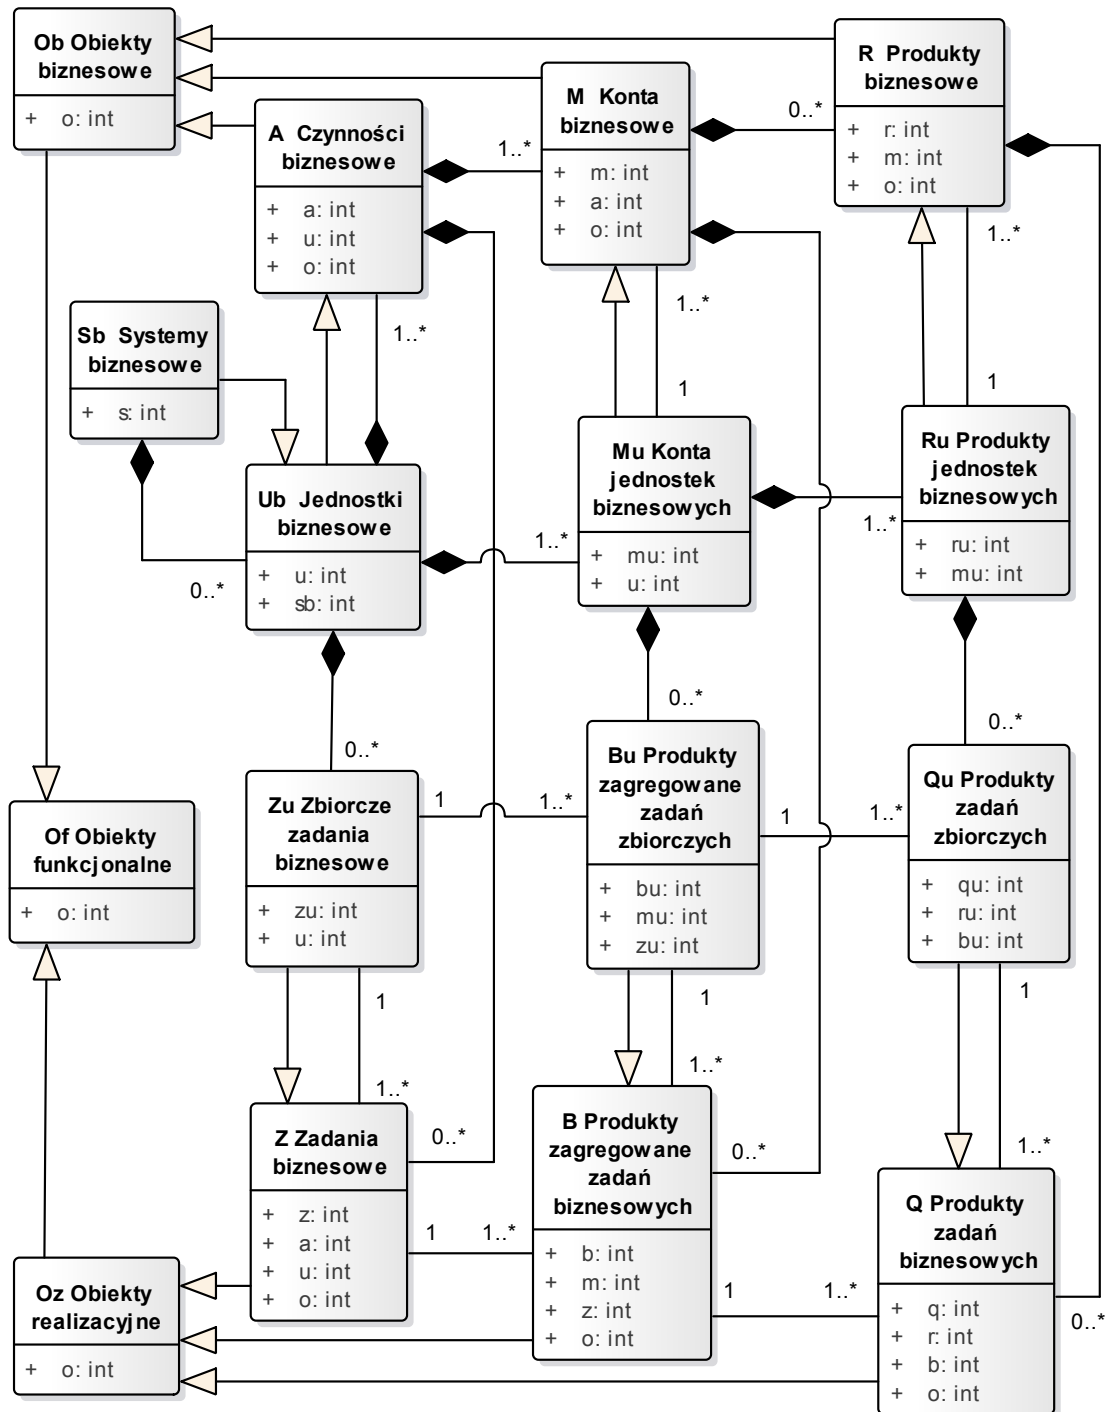 Ob Obiekty
biznesowe
+ o: int
R Produkty
biznesowe
+ r: int
+ m: int
+ o: int
M Konta
biznesowe
+ m: int
+ a: int
+ o: int
A Czynności
biznesowe
+ a: int
+ u: int
+ o: int
1..*
0..*
1..*
1..*
1..*
Sb Systemy
biznesowe
+ s: int
1
1
Ub Jednostki
biznesowe
+ u: int
+ sb: int
Mu Konta
jednostek
biznesowych
+ mu: int
+ u: int
Ru Produkty
jednostek
biznesowych
+ ru: int
+ mu: int
0..*
1..*
1..*
0..*
0..*
0..*
Of Obiekty
funkcjonalne
+ o: int
Zu Zbiorcze
zadania
biznesowe
+ zu: int
+ u: int
1
1..*
Bu Produkty
zagregowane
zadań
zbiorczych
+ bu: int
+ mu: int
+ zu: int
1
1..*
Qu Produkty
zadań
zbiorczych
+ qu: int
+ ru: int
+ bu: int
1
1
1
1..*
1..*
1..*
0..*
0..*
Z Zadania
biznesowe
+ z: int
+ a: int
+ u: int
+ o: int
1
1..*
B Produkty
zagregowane
zadań
biznesowych
+ b: int
+ m: int
+ z: int
+ o: int
1
1..*
Q Produkty
zadań
biznesowych
+ q: int
+ r: int
+ b: int
+ o: int
0..*
Oz Obiekty
realizacyjne
+ o: int